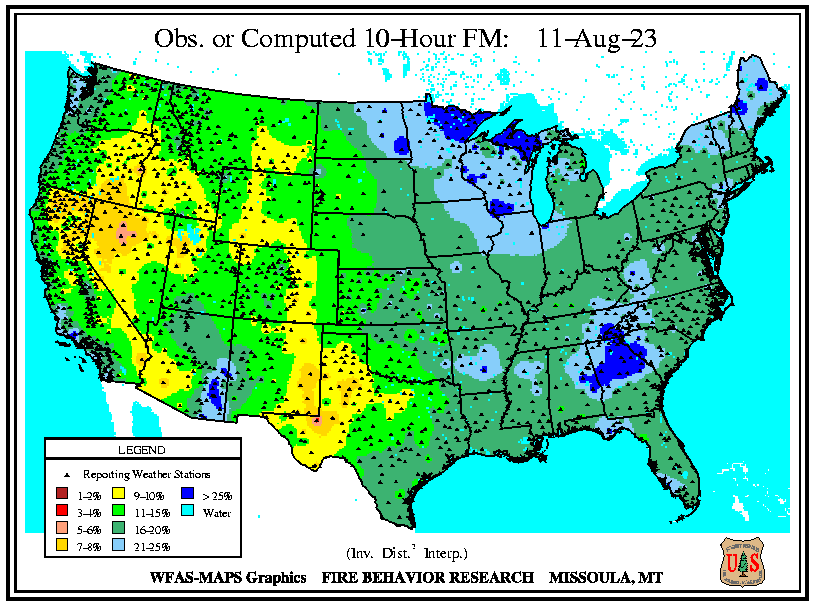 Obs. or Computed 10-Hour FM: 11-Aug-23
LEGEND
Reporting Weather Stations
1-2% 9-10% > 25%
3-4% 11-15% Water
5-6% 16-20%
7-8% 21-25%
(Inv. Dist.² Interp.)
WFAS-MAPS Graphics FIRE BEHAVIOR RESEARCH MISSOULA, MT
U S